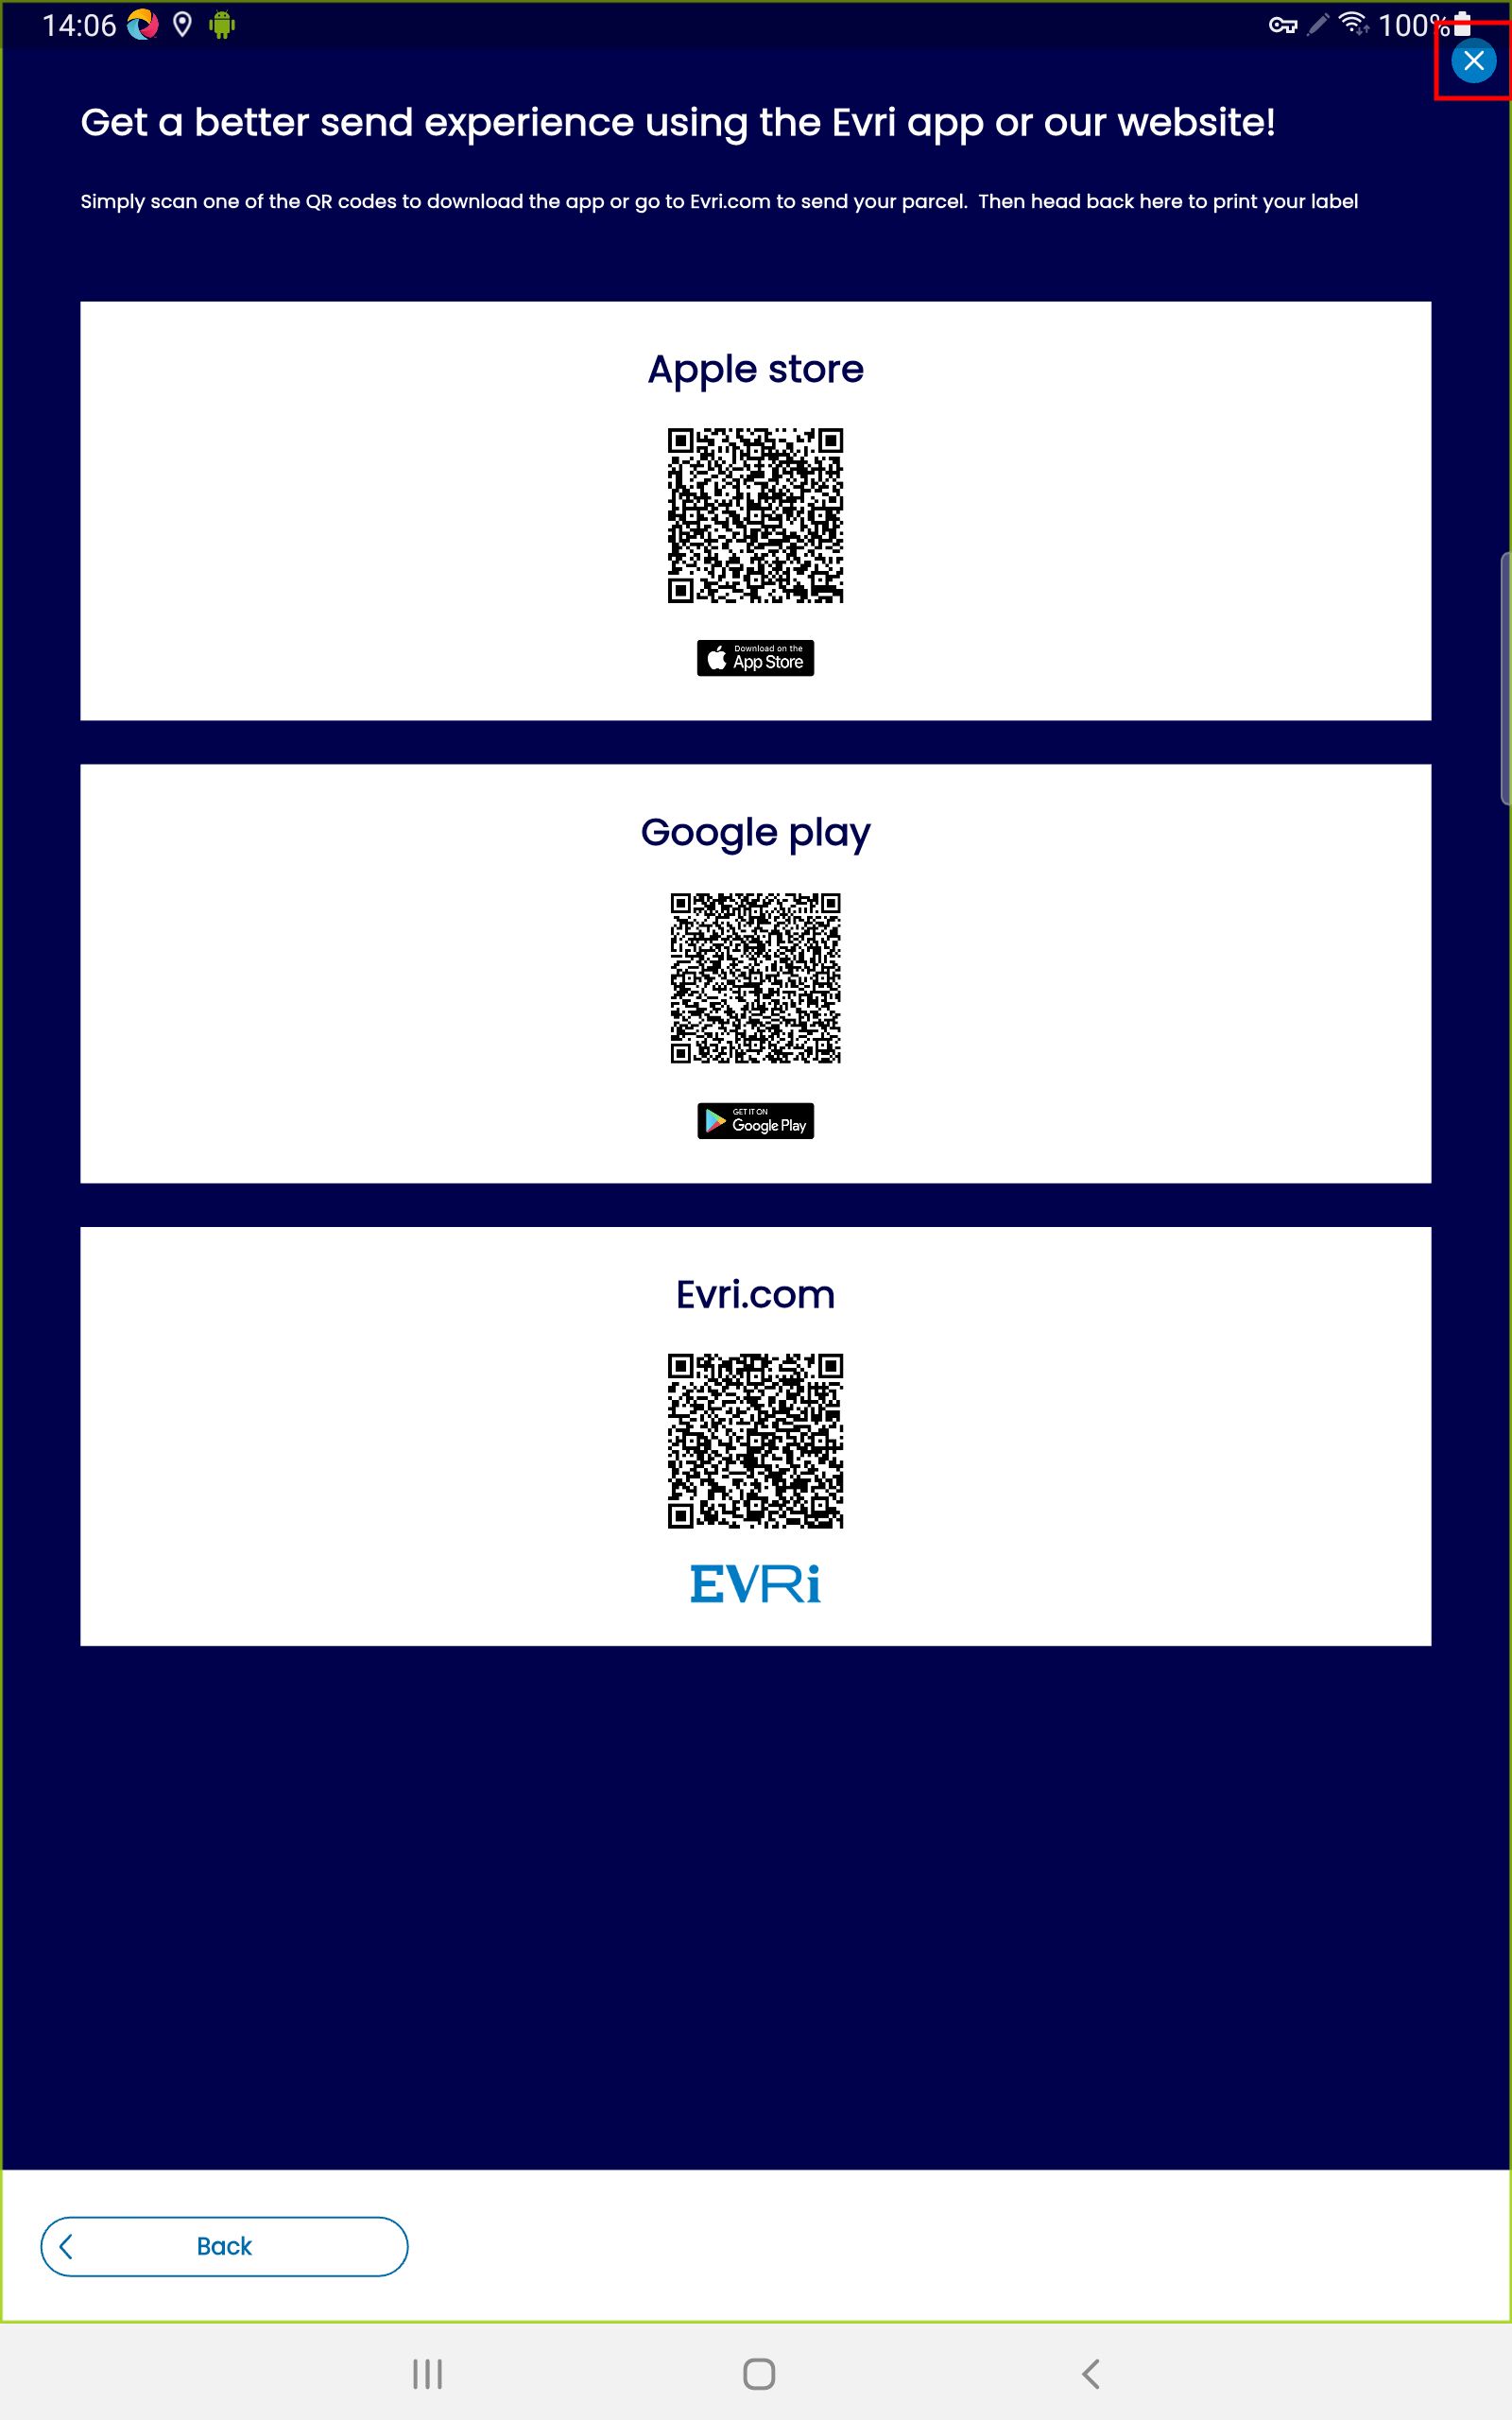 14:06
100%
Get a better send experience using the Evri app or our website!
Simply scan one of the QR codes to download the app or go to Evri.com to send your parcel.  Then head back here to print your label
Apple store
Download on the
App Store
Google play
GET IT ON
Google Play
Evri.com
EVRi
Back